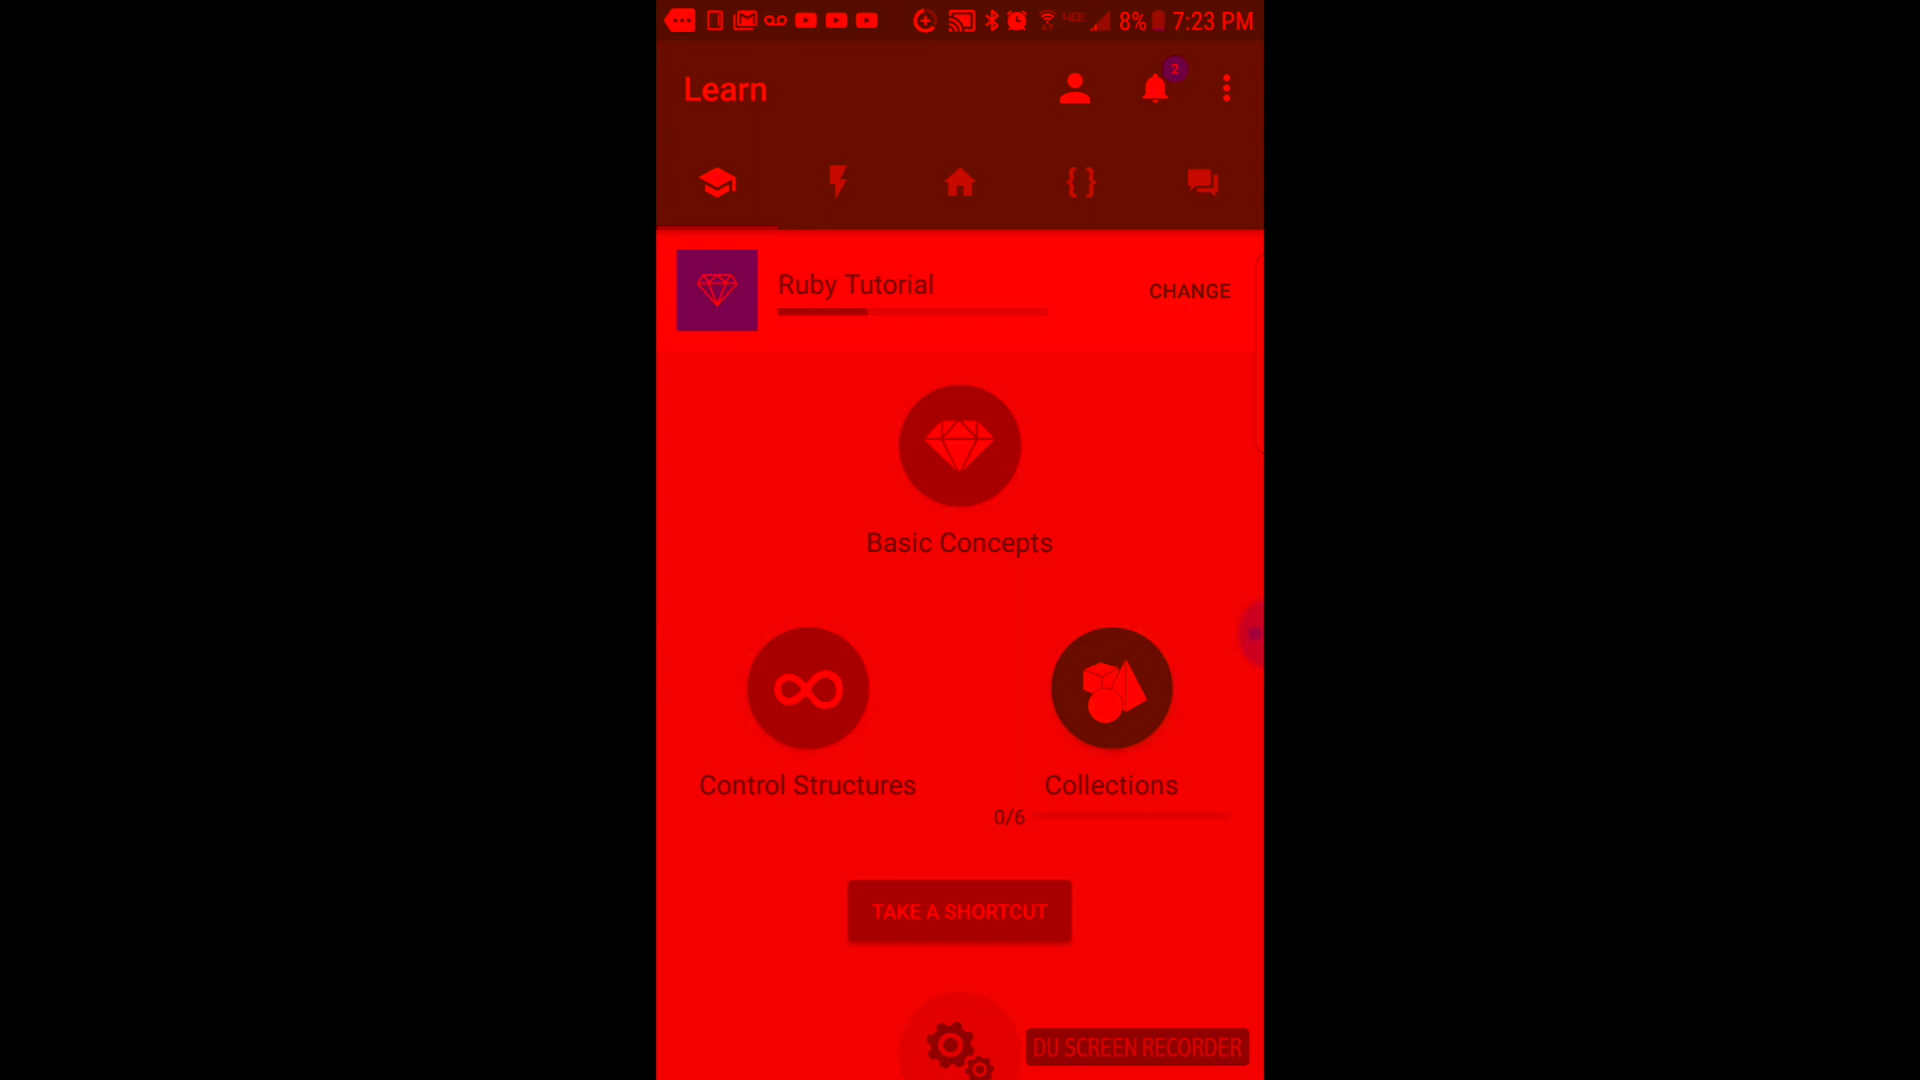 8% 7:23 PM
Learn
2
{ }
Ruby Tutorial
CHANGE
Basic Concepts
Control Structures
Collections
0/6
TAKE A SHORTCUT
DU SCREEN RECORDER